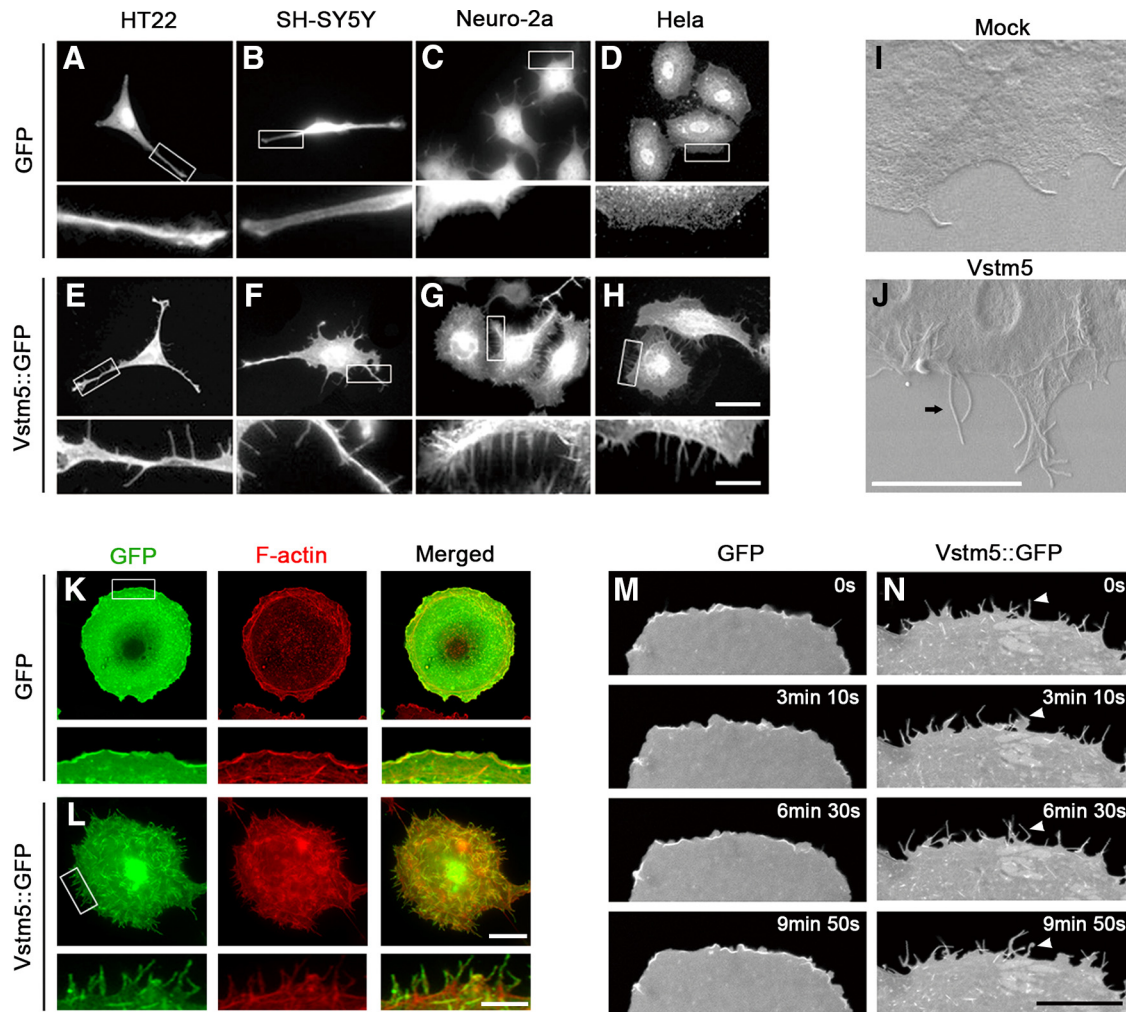 HT22 SH-SY5Y Neuro-2a Hela
GFP
A B C D
Vstm5::GFP
E F G H
Mock
I
Vstm5
J
GFP F-actin Merged
GFP
K
Vstm5::GFP
L
GFP Vstm5::GFP
M 0s N 0s
3min 10s 3min 10s
6min 30s 6min 30s
9min 50s 9min 50s